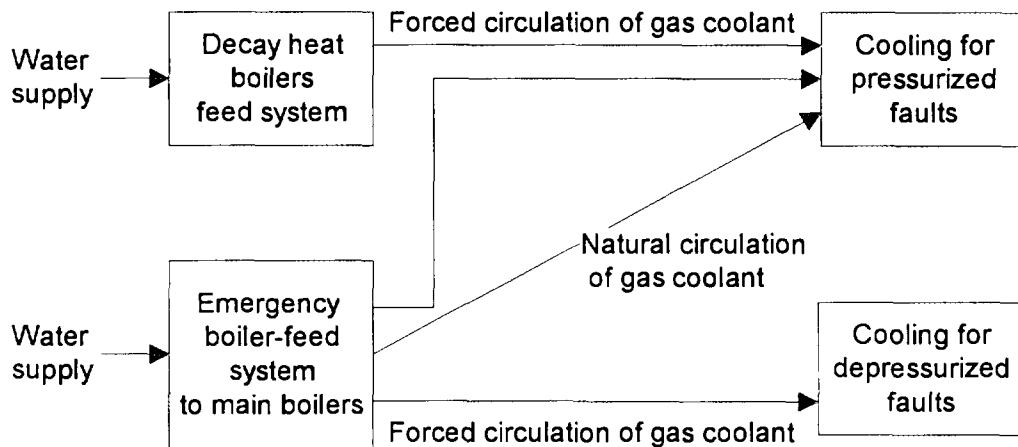 Forced circulation of gas coolant
Water
supply
Decay heat
boilers
feed system
Cooling for
pressurized
faults
Natural circulation
of gas coolant
Water
supply
Emergency
boiler-feed
system
to main boilers
Cooling for
depressurized
faults
Forced circulation of gas coolant